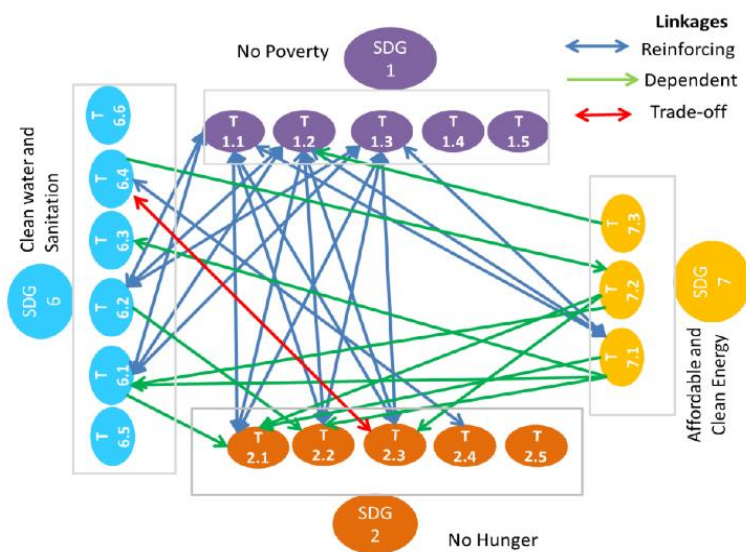 Linkages
Reinforcing
Dependent
Trade-off
No Poverty
SDG
1
T
1.1
T
1.2
T
1.3
T
1.4
T
1.5
Clean water and
Sanitation
SDG
6
T
6.6
T
6.4
T
6.3
T
6.2
T
6.1
T
6.5
T
7.3
T
7.2
T
7.1
SDG
7
Affordable and
Clean Energy
T
2.1
T
2.2
T
2.3
T
2.4
T
2.5
SDG
2
No Hunger